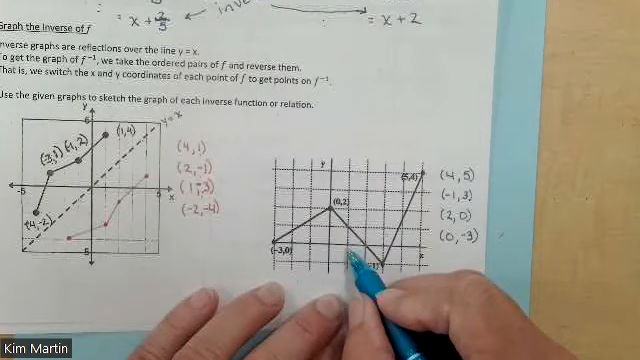 = x + 2/5
inv
= x + 2
Graph the Inverse of f
nverse graphs are reflections over the line y = x.
To get the graph of f⁻¹, we take the ordered pairs of f and reverse them.
That is, we switch the x and y coordinates of each point of f to get points on f⁻¹.
Use the given graphs to sketch the graph of each inverse function or relation.
y
5
(1,4)
y = x
(-3,1) (-1,2)
-5
5
x
(-4,-2)
5
(4,1)
(2,-1)
(1,-3)
(-2,-4)
y
(5,4)
(0,2)
(-3,0)
x
(4,5)
(-1,3)
(2,0)
(0,-3)
Kim Martin